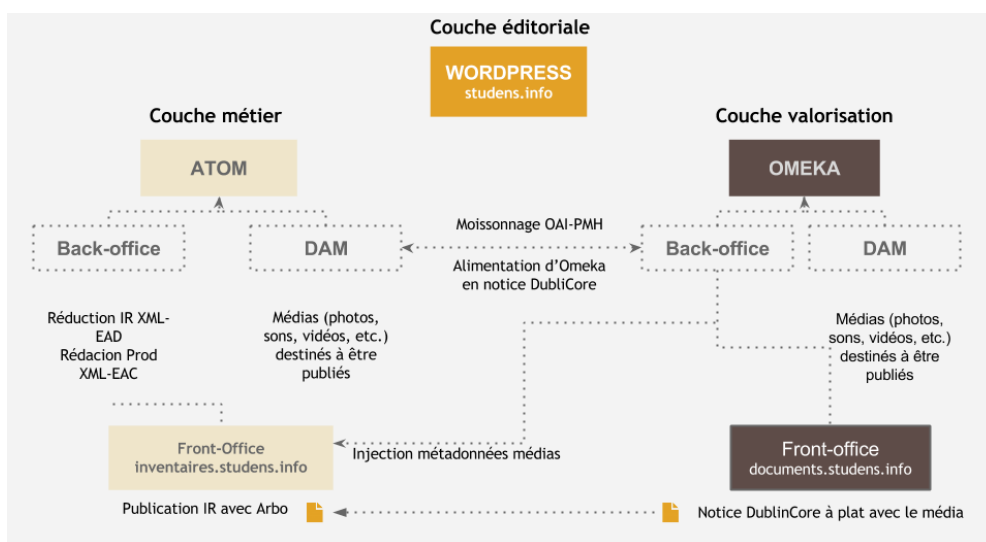 Couche éditoriale
WORDPRESS
studens.info
Couche métier
Couche valorisation
ATOM
OMEKA
Back-office
DAM
Moissonnage OAI-PMH
Alimentation d’Omeka
en notice DubliCore
Back-office
DAM
Réduction IR XML-
EAD
Rédacion Prod
XML-EAC
Médias (photos,
sons, vidéos, etc.)
destinés à être
publiés
Médias (photos,
sons, vidéos, etc.)
destinés à être
publiés
Front-Office
inventaires.studens.info
Injection métadonnées médias
Front-office
documents.studens.info
Publication IR avec Arbo
Notice DublinCore à plat avec le média